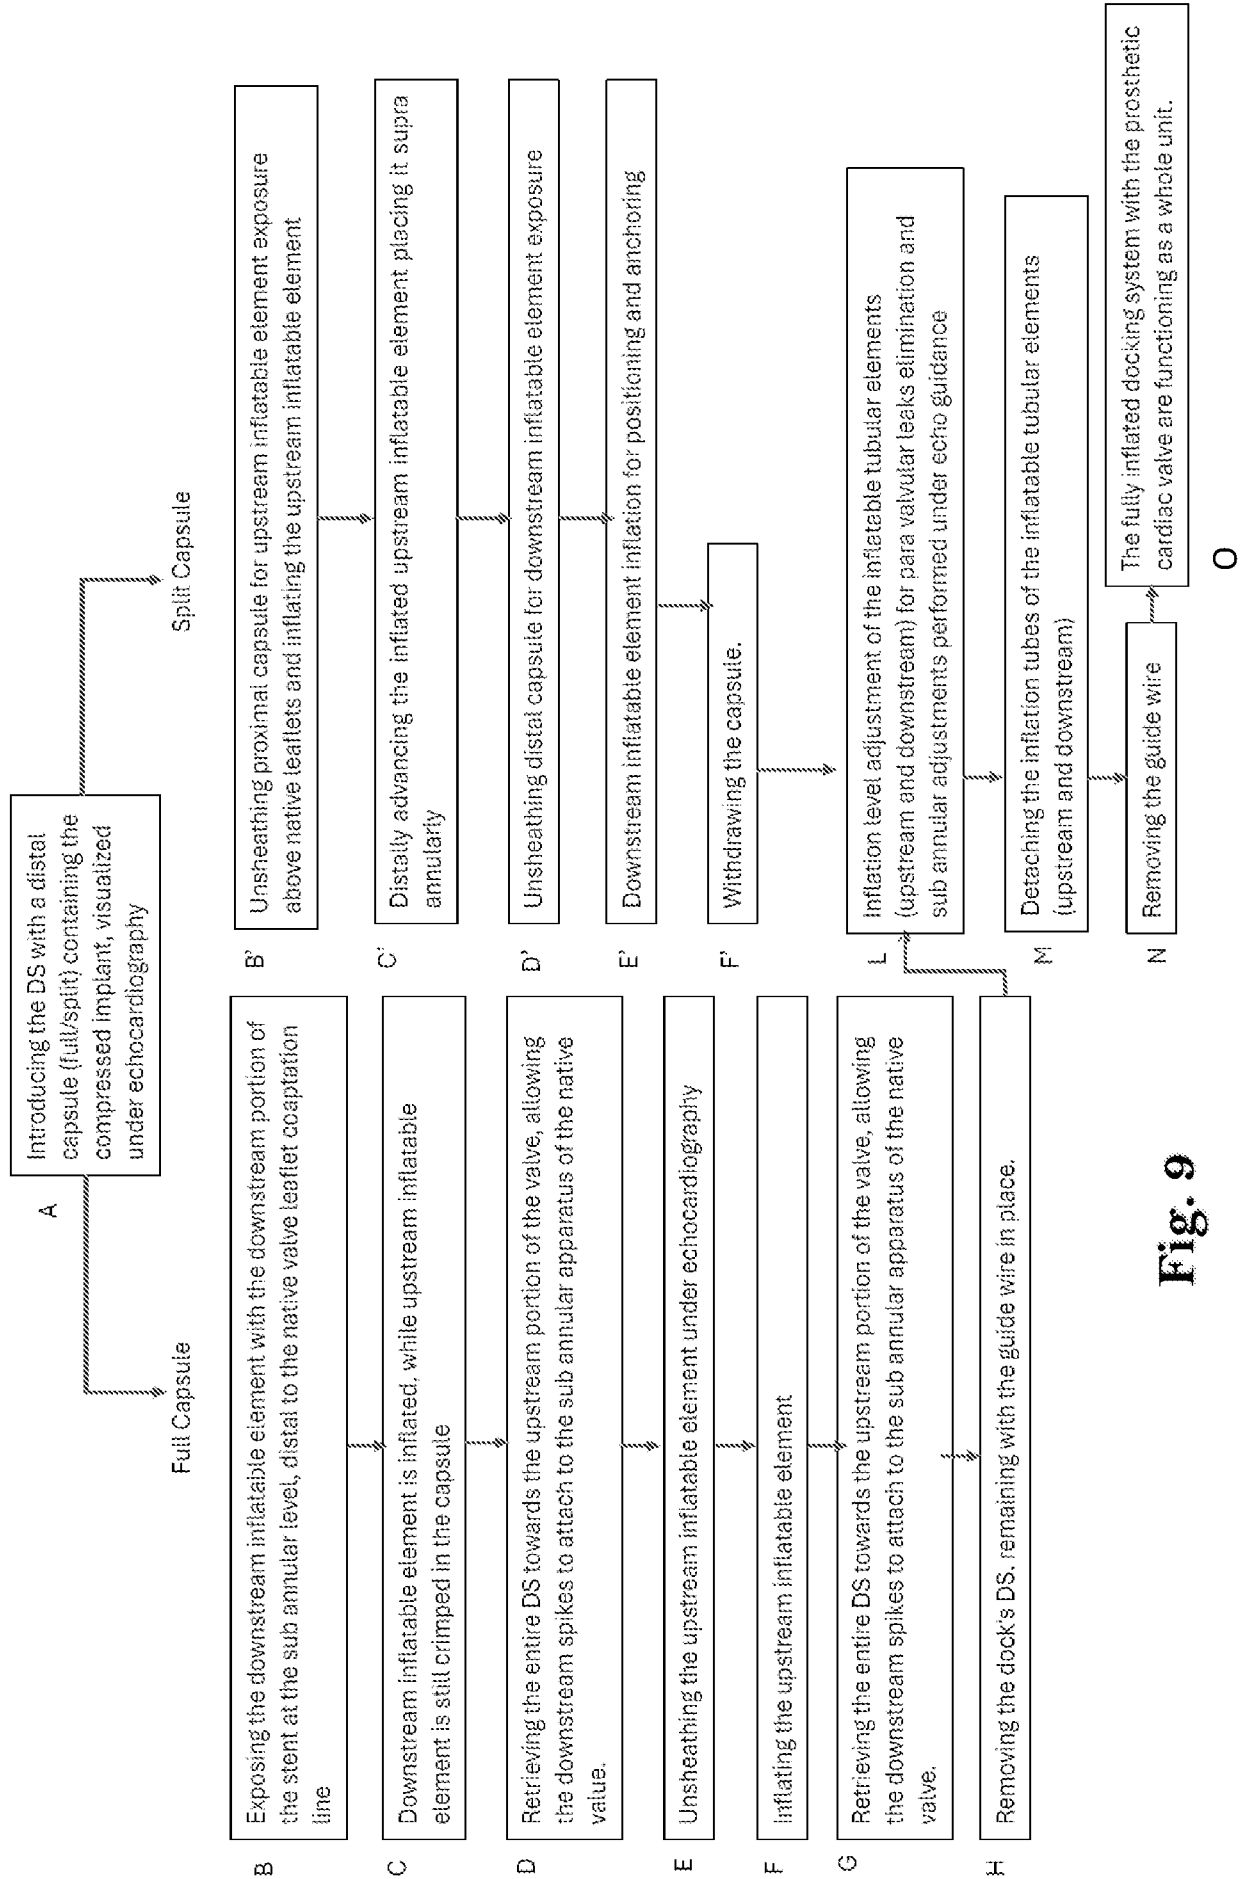 A
Introducing the DS with a distal
capsule (full/split) containing the
compressed implant, visualized
under echocardiography
Full Capsule
Split Capsule
B
Exposing the downstream inflatable element with the downstream portion of
the stent at the sub annular level, distal to the native valve leaflet coaptation
line
C
Downstream inflatable element is inflated, while upstream inflatable
element is still crimped in the capsule
D
Retrieving the entire DS towards the upstream portion of the valve, allowing
the downstream spikes to attach to the sub annular apparatus of the native
value.
E
Unsheathing the upstream inflatable element under echocardiography
F
Inflating the upstream inflatable element
G
Retrieving the entire DS towards the upstream portion of the valve, allowing
the downstream spikes to attach to the sub annular apparatus of the native
valve.
H
Removing the dock's DS. remaining with the guide wire in place.
B'
Unsheathing proximal capsule for upstream inflatable element exposure
above native leaflets and inflating the upstream inflatable element
C'
Distally advancing the inflated upstream inflatable element placing it supra
annularly
D'
Unsheathing distal capsule for downstream inflatable element exposure
E'
Downstream inflatable element inflation for positioning and anchoring
F'
Withdrawing the capsule.
L
Inflation level adjustment of the inflatable tubular elements
(upstream and downstream) for para valvular leaks elimination and
sub annular adjustments performed under echo guidance
M
Detaching the inflation tubes of the inflatable tubular elements
(upstream and downstream)
N
Removing the guide wire
The fully inflated docking system with the prosthetic
cardiac valve are functioning as a whole unit.
O
Fig. 9